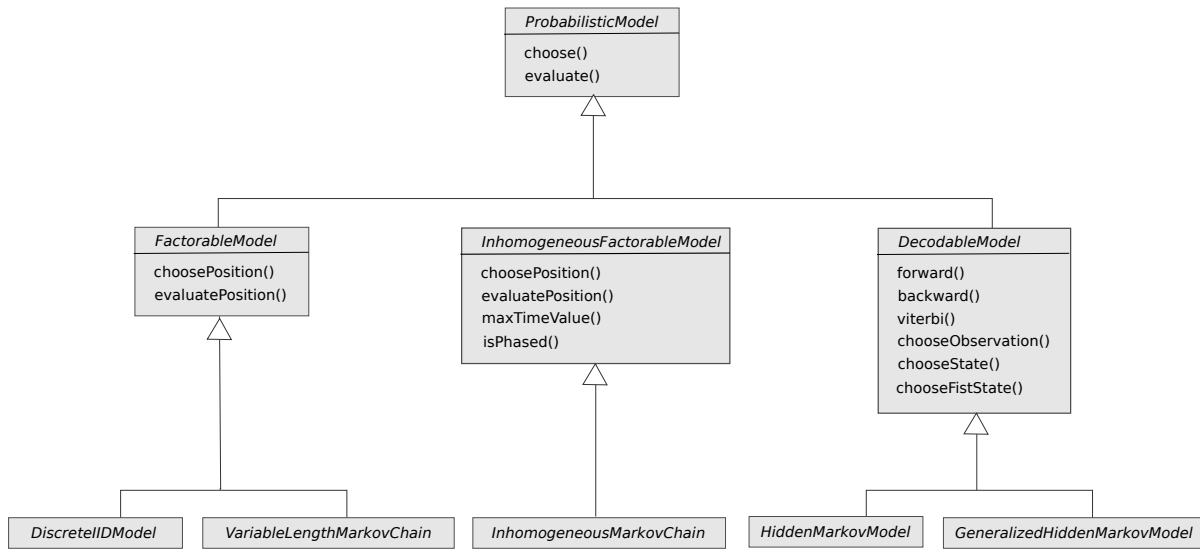 ProbabilisticModel
choose()
evaluate()
FactorableModel
choosePosition()
evaluatePosition()
InhomogeneousFactorableModel
choosePosition()
evaluatePosition()
maxTimeValue()
isPhased()
DecodableModel
forward()
backward()
viterbi()
chooseObservation()
chooseState()
chooseFistState()
DiscreteIIDModel
VariableLengthMarkovChain
InhomogeneousMarkovChain
HiddenMarkovModel
GeneralizedHiddenMarkovModel